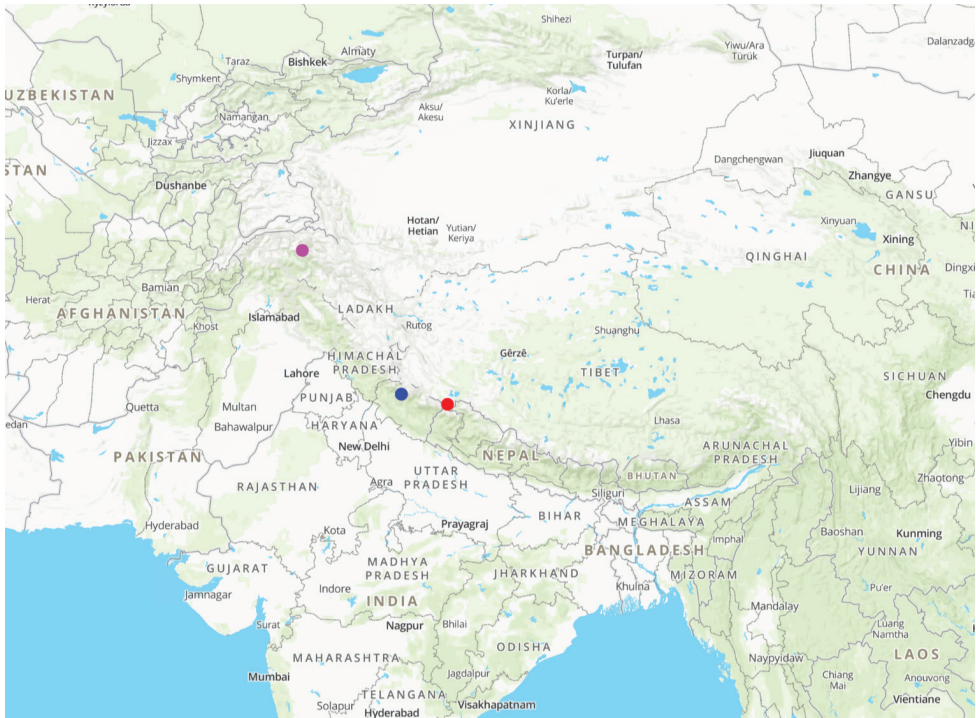 Shihezi
Dalanzadg
Yiwu/Ara
Türük
Almaty
Taraz
Bishkek
Turpan/
Tulufan
Shymkent
Korla/
Ku'erle
UZBEKISTAN
Aksu/
Akesu
Namangan
XINJIANG
Jizzax
Jiuquan
Dangchengwan
STAN
Zhangye
Dushanbe
GANSU
Hotan/
Hetian
Yutian/
Keriya
Xinyuan
NI
Xining
QINGHAI
CHINA
Dingxi
Bamian
Herat
Tia
LADAKH
AFGHANISTAN
Islamabad
Khost
Rutog
Shuanghu
Gêrzê
HIMACHAL
PRADESH
Lahore
TIBET
SICHUAN
PUNJAB
Chengdu
Quetta
Multan
Lhasa
Bahawalpur
HARYANA
edan
New Delhi
ARUNACHAL
PRADESH
Yibin
PAKISTAN
NEPAL
UTTAR
PRADESH
BHUTAN
Zhaotong
Agra
RAJASTHAN
Siliguri
Lijiang
ASSAM
BIHAR
MEGHALAYA
Hyderabad
Kota
Prayagraj
Imphal
Baoshan
Kunming
BANGLADESH
YUNNAN
GUJARAT
MADHYA
PRADESH
JHARKHAND
MIZORAM
Khulna
Pu'er
Jamnagar
Indore
INDIA
Mandalay
Surat
Nagpur
Bhilai
Luang
Namtha
ODISHA
LAOS
MAHARASHTRA
Naypyidaw
Mumbai
Jagdalpur
Chiang
Mai
Anouvong
TELANGANA
Vientiane
Solapur
Hyderabad
Visakhapatnam